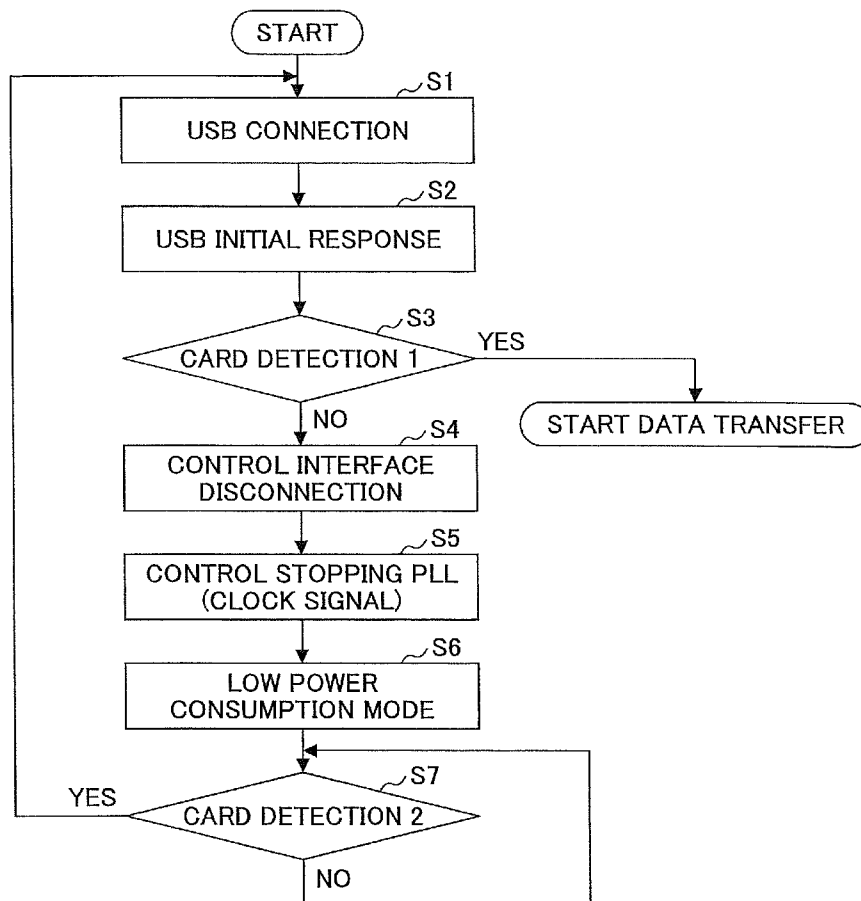 START
S1
USB CONNECTION
S2
USB INITIAL RESPONSE
S3
CARD DETECTION 1
YES
NO
START DATA TRANSFER
S4
CONTROL INTERFACE
DISCONNECTION
S5
CONTROL STOPPING PLL
(CLOCK SIGNAL)
S6
LOW POWER
CONSUMPTION MODE
S7
YES
CARD DETECTION 2
NO